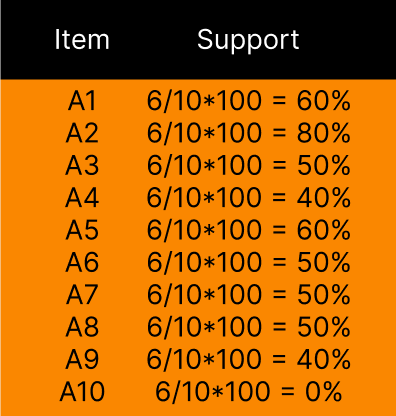 Item Support
A1 6/10*100 = 60%
A2 6/10*100 = 80%
A3 6/10*100 = 50%
A4 6/10*100 = 40%
A5 6/10*100 = 60%
A6 6/10*100 = 50%
A7 6/10*100 = 50%
A8 6/10*100 = 50%
A9 6/10*100 = 40%
A10 6/10*100 = 0%